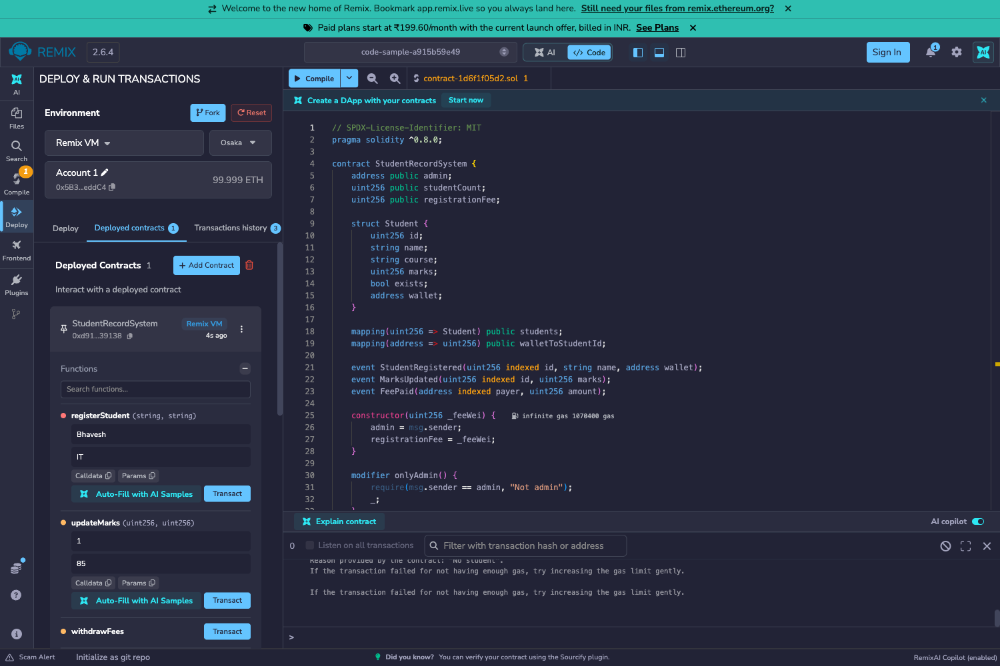 Welcome to the new home of Remix. Bookmark app.remix.live so you always land here. Still need your files from remix.ethereum.org?
Paid plans start at ₹199.60/month with the current launch offer, billed in INR. See Plans
REMIX 2.6.4
code-sample-a915b59e49
AI
Code
Sign In
1
AI
AI
Files
Search
1
Compile
Deploy
Frontend
Plugins
DEPLOY & RUN TRANSACTIONS
Environment
Fork
Reset
Remix VM
Osaka
Account 1
0x5B3...eddC4
99.999 ETH
Deploy
Deployed contracts 1
Transactions history 3
Deployed Contracts 1
Add Contract
Interact with a deployed contract
StudentRecordSystem
Remix VM
0xd91...39138
4s ago
Functions
Search functions...
registerStudent (string, string)
Bhavesh
IT
Calldata
Params
Auto-Fill with AI Samples
Transact
updateMarks (uint256, uint256)
1
85
Calldata
Params
Auto-Fill with AI Samples
Transact
withdrawFees
Transact
Compile
contract-1d6f1f05d2.sol 1
Create a DApp with your contracts
Start now
1 // SPDX-License-Identifier: MIT
2 pragma solidity ^0.8.0;
3
4 contract StudentRecordSystem {
5 address public admin;
6 uint256 public studentCount;
7 uint256 public registrationFee;
8
9 struct Student {
10 uint256 id;
11 string name;
12 string course;
13 uint256 marks;
14 bool exists;
15 address wallet;
16 }
17
18 mapping(uint256 => Student) public students;
19 mapping(address => uint256) public walletToStudentId;
20
21 event StudentRegistered(uint256 indexed id, string name, address wallet);
22 event MarksUpdated(uint256 indexed id, uint256 marks);
23 event FeePaid(address indexed payer, uint256 amount);
24
25 constructor(uint256 _feeWei) { infinite gas 1070400 gas
26 admin = msg.sender;
27 registrationFee = _feeWei;
28 }
29
30 modifier onlyAdmin() {
31 require(msg.sender == admin, "Not admin");
32 _;
33 }
Explain contract
AI copilot
0
Listen on all transactions
Filter with transaction hash or address
Reason provided by the contract: "No student".
If the transaction failed for not having enough gas, try increasing the gas limit gently.
If the transaction failed for not having enough gas, try increasing the gas limit gently.
>
Scam Alert
Initialize as git repo
Did you know? You can verify your contract using the Sourcify plugin.
RemixAI Copilot (enabled)